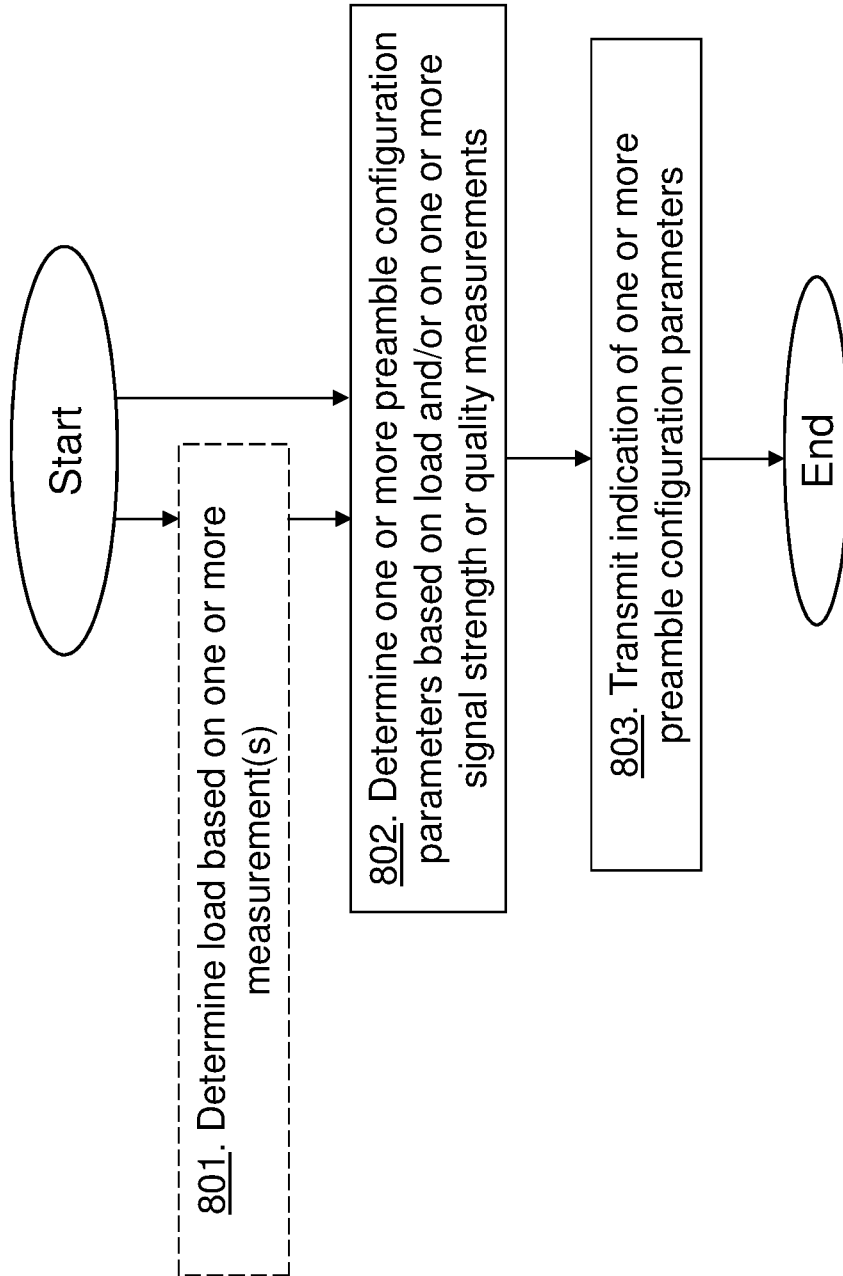 Start
801. Determine load based on one or more
measurement(s)
802. Determine one or more preamble configuration
parameters based on load and/or on one or more
signal strength or quality measurements
803. Transmit indication of one or more
preamble configuration parameters
End